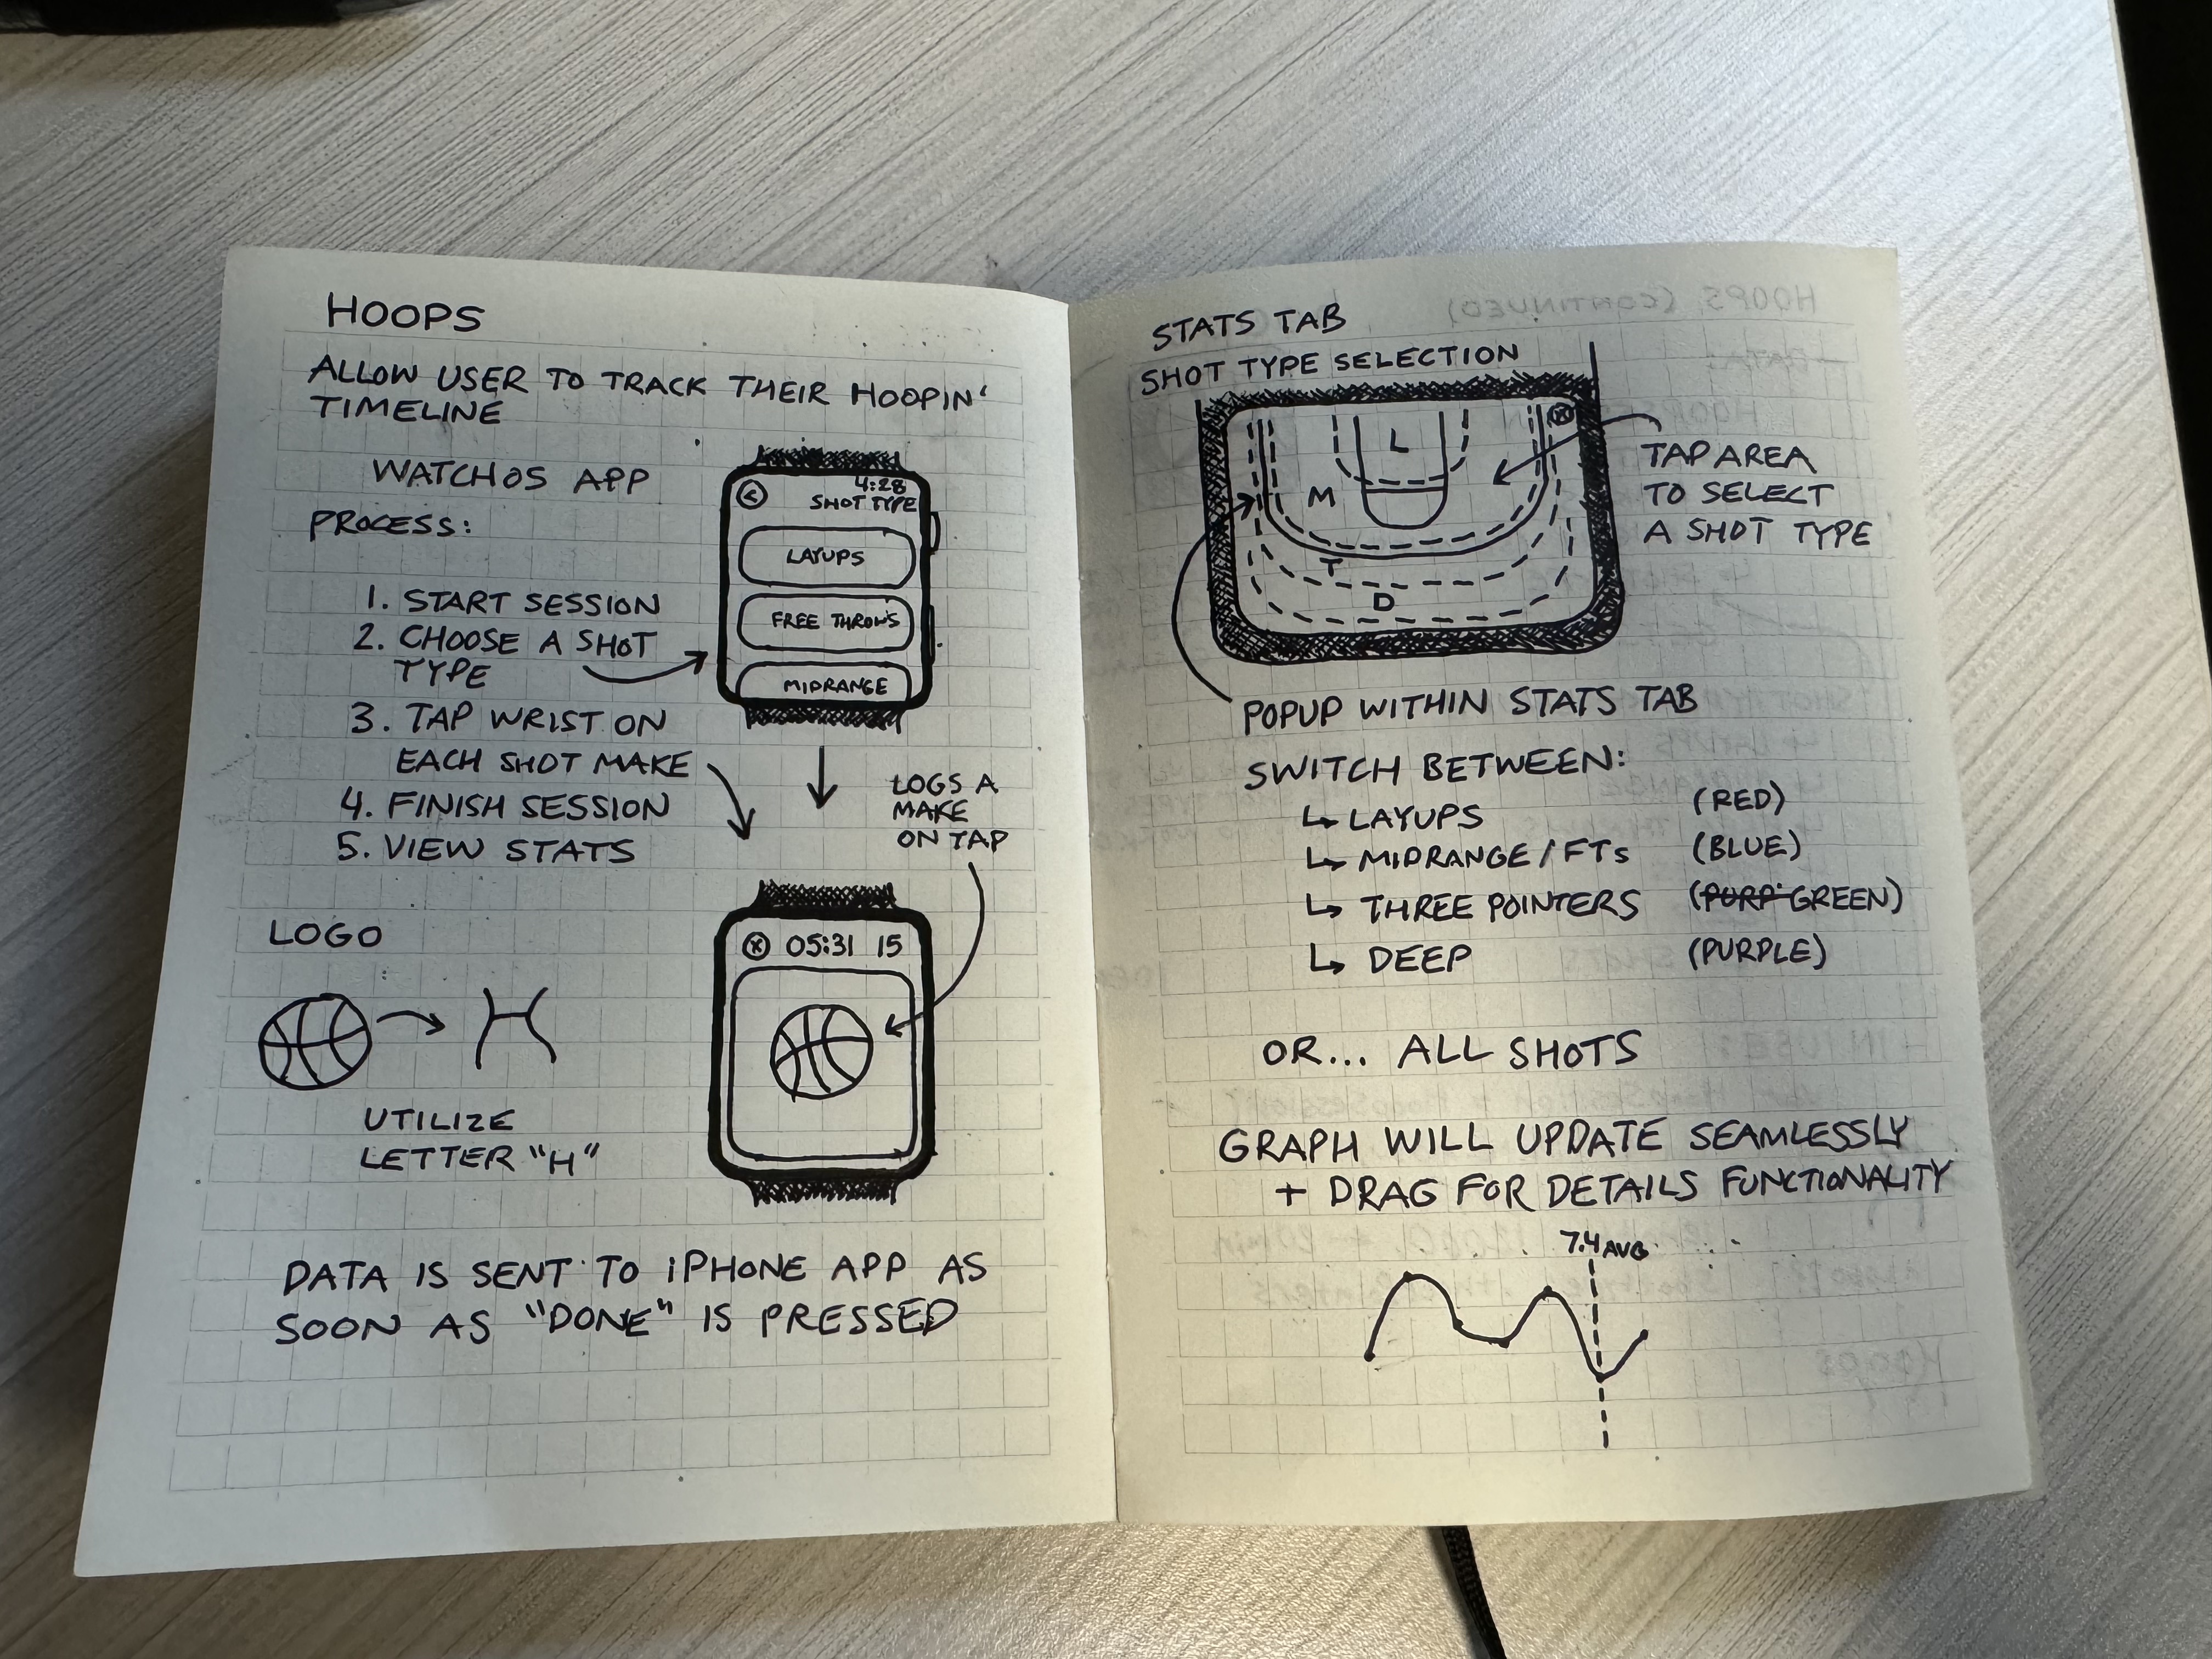 HOOPS
ALLOW USER TO TRACK THEIR HOOPIN'
TIMELINE
WATCHOS APP
PROCESS:
1. START SESSION
2. CHOOSE A SHOT
TYPE
3. TAP WRIST ON
EACH SHOT MAKE
4. FINISH SESSION
5. VIEW STATS
4:28
SHOT TYPE
LAYUPS
FREE THROWS
MIDRANGE
LOGS A
MAKE
ON TAP
05:31 15
LOGO
UTILIZE
LETTER "H"
DATA IS SENT TO iPHONE APP AS
SOON AS "DONE" IS PRESSED
STATS TAB
SHOT TYPE SELECTION
L
M
T
D
TAP AREA
TO SELECT
A SHOT TYPE
POPUP WITHIN STATS TAB
SWITCH BETWEEN:
LAYUPS (RED)
MIDRANGE/FTs (BLUE)
THREE POINTERS (PURP GREEN)
DEEP (PURPLE)
OR... ALL SHOTS
GRAPH WILL UPDATE SEAMLESSLY
+ DRAG FOR DETAILS FUNCTIONALITY
7.4 AVG
HOOPS (CONTINUED)